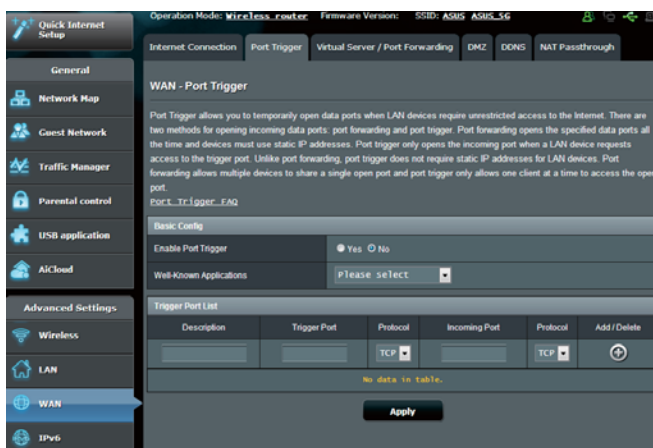 Quick Internet
Setup
Operation Mode: Wireless router Firmware Version: SSID: ASUS ASUS_5G
Internet Connection Port Trigger Virtual Server / Port Forwarding DMZ DDNS NAT Passthrough
General
Network Map
Guest Network
Traffic Manager
Parental control
USB application
AiCloud
Advanced Settings
Wireless
LAN
WAN
IPv6
WAN - Port Trigger
Port Trigger allows you to temporarily open data ports when LAN devices require unrestricted access to the Internet. There are
two methods for opening incoming data ports: port forwarding and port trigger. Port forwarding opens the specified data ports all
the time and devices must use static IP addresses. Port trigger only opens the incoming port when a LAN device requests
access to the trigger port. Unlike port forwarding, port trigger does not require static IP addresses for LAN devices. Port
forwarding allows multiple devices to share a single open port and port trigger only allows one client at a time to access the open
port.
Port Trigger FAQ
Basic Config
Enable Port Trigger Yes No
Well-Known Applications Please select
Trigger Port List
Description Trigger Port Protocol Incoming Port Protocol Add / Delete
TCP TCP
No data in table.
Apply